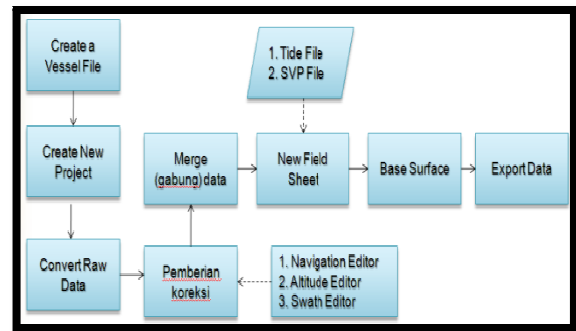 Create a
Vessel File
Create New
Project
Convert Raw
Data
Pemberian
koreksi
1. Navigation Editor
2. Altitude Editor
3. Swath Editor
Merge
(gabung) data
1. Tide File
2. SVP File
New Field
Sheet
Base Surface
Export Data